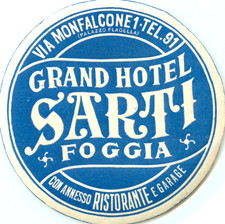 VIA MONFALCONE 1 - TEL. 91
(PALAZZO FLAGELLA)
GRAND HOTEL
SARTI
FOGGIA
CON ANNESSO RISTORANTE E GARAGE